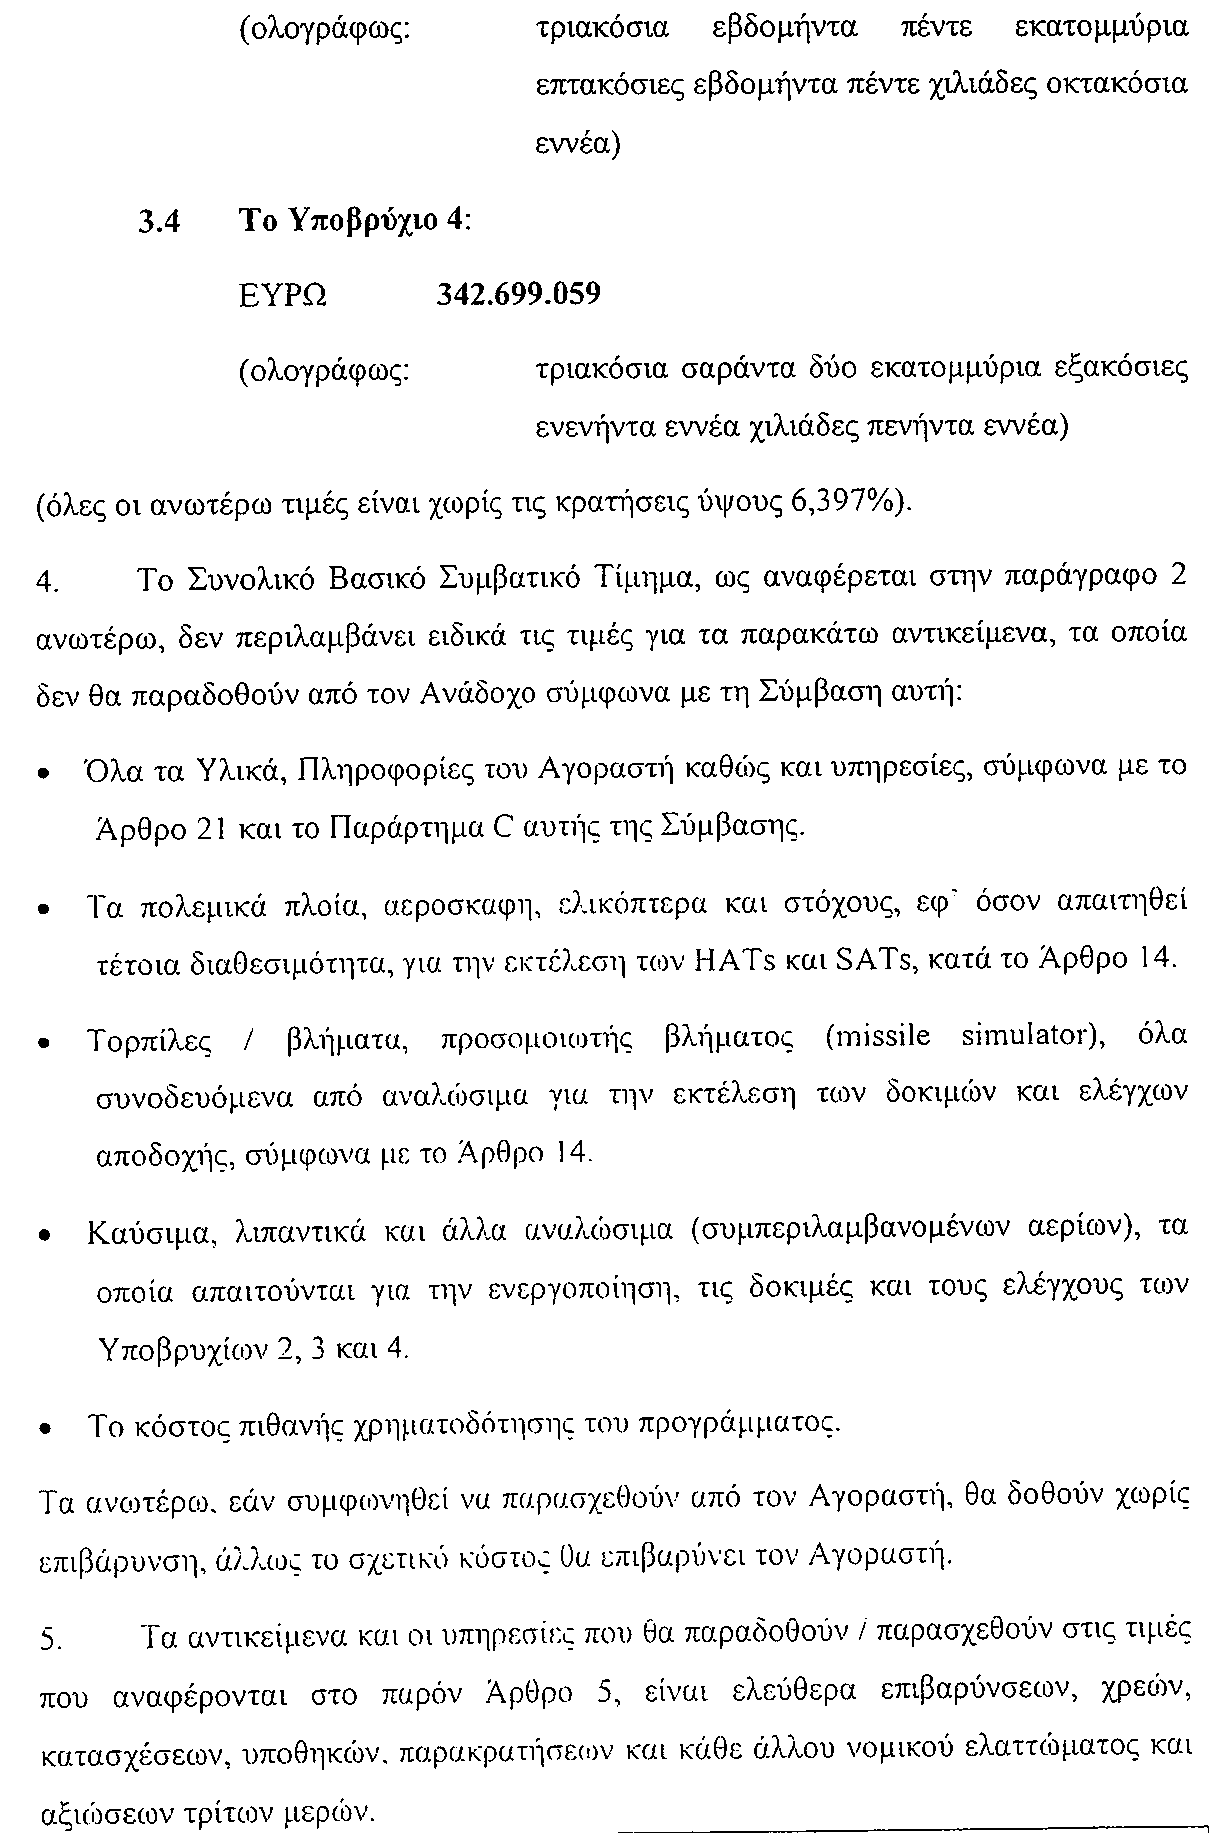 (ολογράφως: τριακόσια εβδομήντα πέντε εκατομμύρια
επτακόσιες εβδομήντα πέντε χιλιάδες οκτακόσια
εννέα)
3.4 Το Υποβρύχιο 4:
ΕΥΡΩ 342.699.059
(ολογράφως: τριακόσια σαράντα δύο εκατομμύρια εξακόσιες
ενενήντα εννέα χιλιάδες πενήντα εννέα)
(όλες οι ανωτέρω τιμές είναι χωρίς τις κρατήσεις ύψους 6,397%).
4. Το Συνολικό Βασικό Συμβατικό Τίμημα, ως αναφέρεται στην παράγραφο 2
ανωτέρω, δεν περιλαμβάνει ειδικά τις τιμές για τα παρακάτω αντικείμενα, τα οποία
δεν θα παραδοθούν από τον Ανάδοχο σύμφωνα με τη Σύμβαση αυτή:
• Όλα τα Υλικά, Πληροφορίες του Αγοραστή καθώς και υπηρεσίες, σύμφωνα με το
Άρθρο 21 και το Παράρτημα C αυτής της Σύμβασης.
• Τα πολεμικά πλοία, αεροσκαφη, ελικόπτερα και στόχους, εφ' όσον απαιτηθεί
τέτοια διαθεσιμότητα, για την εκτέλεση των HATs και SATs, κατά το Άρθρο 14.
• Τορπίλες / βλήματα, προσομοιωτής βλήματος (missile simulator), όλα
συνοδευόμενα από αναλώσιμα για την εκτέλεση των δοκιμών και ελέγχων
αποδοχής, σύμφωνα με το Άρθρο 14.
• Καύσιμα, λιπαντικά και άλλα αναλώσιμα (συμπεριλαμβανομένων αερίων), τα
οποία απαιτούνται για την ενεργοποίηση, τις δοκιμές και τους ελέγχους των
Υποβρυχίων 2, 3 και 4.
• Το κόστος πιθανής χρηματοδότησης του προγράμματος.
Τα ανωτέρω, εάν συμφωνηθεί να παρασχεθούν από τον Αγοραστή, θα δοθούν χωρίς
επιβάρυνση, άλλως το σχετικό κόστος θα επιβαρύνει τον Αγοραστή.
5. Τα αντικείμενα και οι υπηρεσίες που θα παραδοθούν / παρασχεθούν στις τιμές
που αναφέρονται στο παρόν Άρθρο 5, είναι ελεύθερα επιβαρύνσεων, χρεών,
κατασχέσεων, υποθηκών, παρακρατήσεων και κάθε άλλου νομικού ελαττώματος και
αξιώσεων τρίτων μερών.